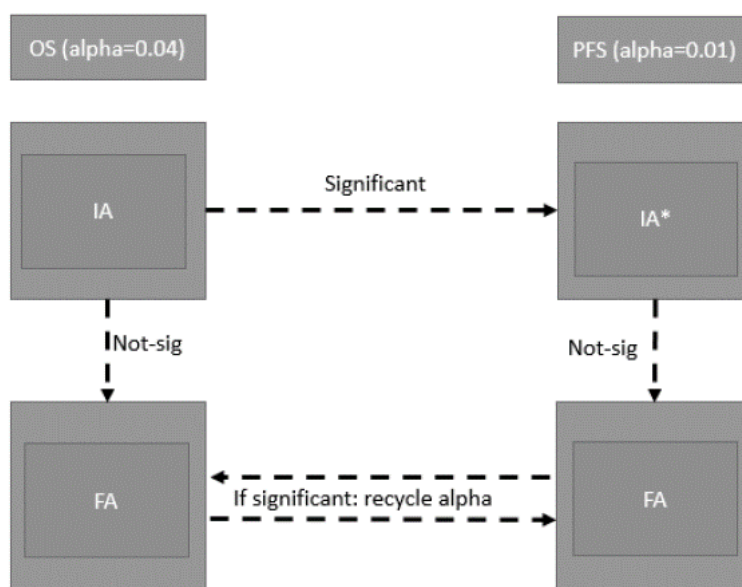 OS (alpha=0.04)
PFS (alpha=0.01)
IA
Significant
IA*
Not-sig
Not-sig
FA
If significant: recycle alpha
FA